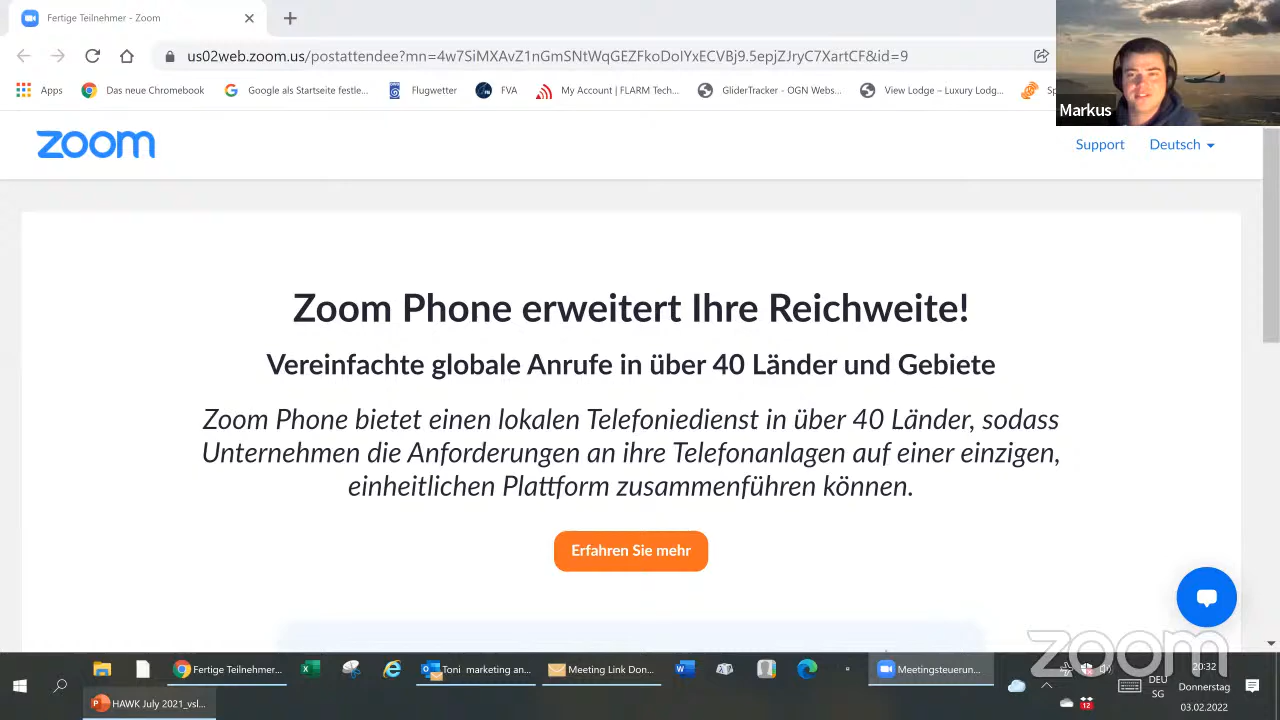 Fertige Teilnehmer - Zoom
us02web.zoom.us/postattendee?mn=4w7SiMXAvZ1nGmSNtWqGEZFkoDoIYxECVBj9.5epjZJryC7XartCF&id=9
Apps Das neue Chromebook Google als Startseite festle... Flugwetter FVA My Account | FLARM Tech... GliderTracker - OGN Webs... View Lodge – Luxury Lodg... Sp
Markus
zoom
Support Deutsch
Zoom Phone erweitert Ihre Reichweite!
Vereinfachte globale Anrufe in über 40 Länder und Gebiete
Zoom Phone bietet einen lokalen Telefoniedienst in über 40 Länder, sodass
Unternehmen die Anforderungen an ihre Telefonanlagen auf einer einzigen,
einheitlichen Plattform zusammenführen können.
Erfahren Sie mehr
zoom
Fertige Teilnehmer... Toni marketing an... Meeting Link Don... Meetingsteuerun...
20:32
DEU
SG
Donnerstag
HAWK July 2021_vsl...
12
03.02.2022